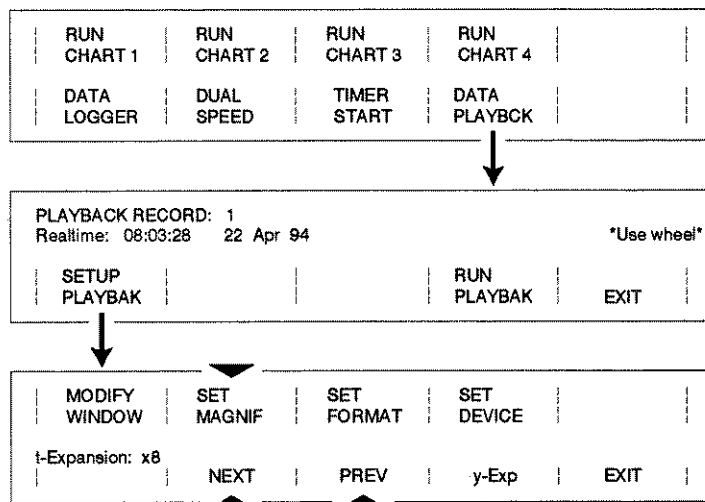 RUN RUN RUN RUN
CHART 1 CHART 2 CHART 3 CHART 4
DATA DUAL TIMER DATA
LOGGER SPEED START PLAYBCK
PLAYBACK RECORD: 1
Realtime: 08:03:28 22 Apr 94 *Use wheel*
SETUP RUN
PLAYBAK PLAYBAK EXIT
MODIFY SET SET SET
WINDOW MAGNIF FORMAT DEVICE
t-Expansion: x8
NEXT PREV y-Exp EXIT